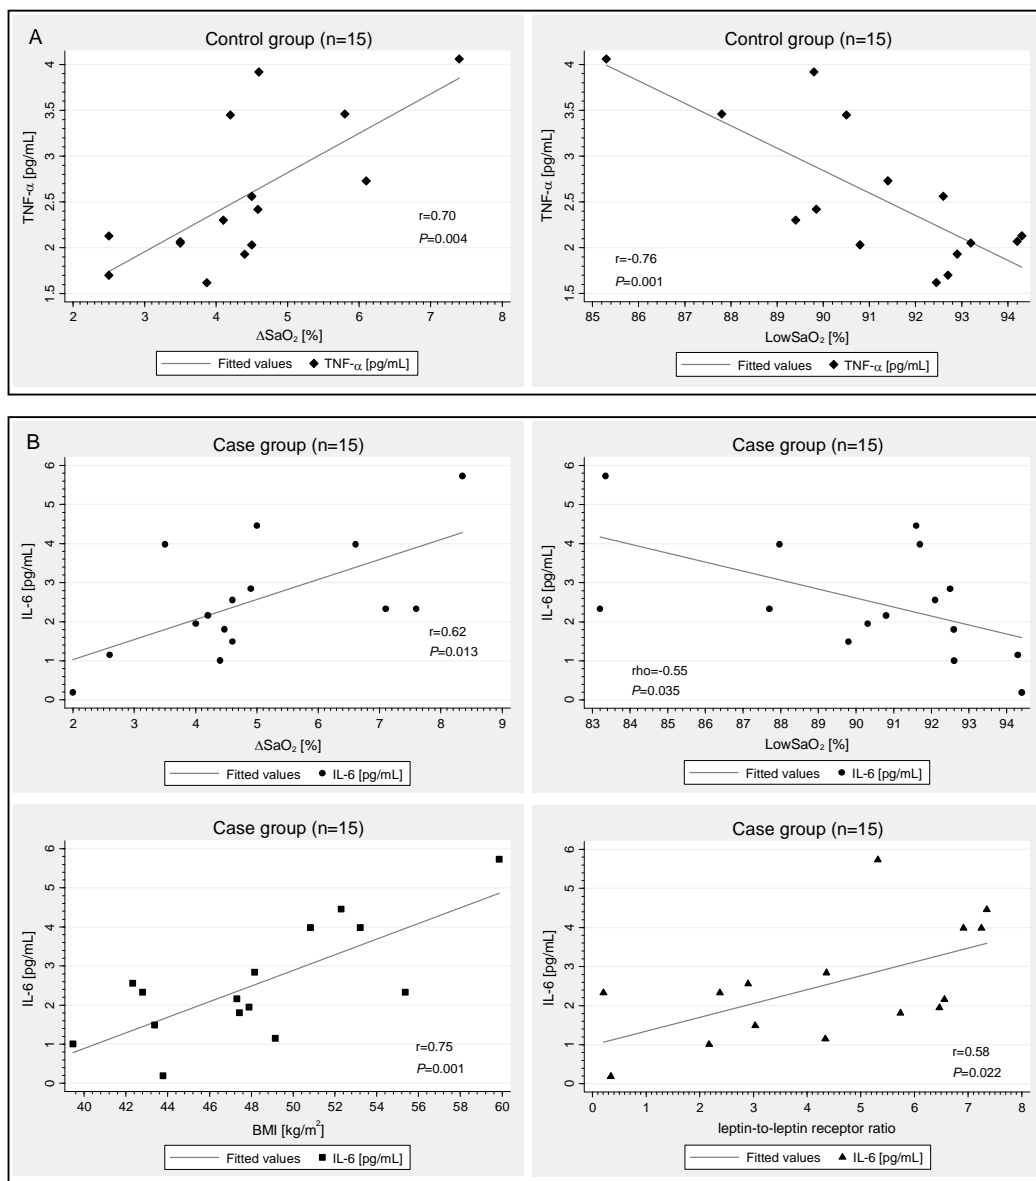 A
Control group (n=15)
4
3.5
3
2.5
2
1.5
TNF-α [pg/mL]
r=0.70
P=0.004
2 3 4 5 6 7 8
ΔSaO₂ [%]
Fitted values TNF-α [pg/mL]
Control group (n=15)
4
3.5
3
2.5
2
1.5
TNF-α [pg/mL]
r=-0.76
P=0.001
85 86 87 88 89 90 91 92 93 94
LowSaO₂ [%]
Fitted values TNF-α [pg/mL]
B
Case group (n=15)
6
5
4
3
2
1
0
IL-6 [pg/mL]
r=0.62
P=0.013
2 3 4 5 6 7 8 9
ΔSaO₂ [%]
Fitted values IL-6 [pg/mL]
Case group (n=15)
6
5
4
3
2
1
0
IL-6 [pg/mL]
rho=-0.55
P=0.035
83 84 85 86 87 88 89 90 91 92 93 94
LowSaO₂ [%]
Fitted values IL-6 [pg/mL]
Case group (n=15)
6
5
4
3
2
1
0
IL-6 [pg/mL]
r=0.75
P=0.001
40 42 44 46 48 50 52 54 56 58 60
BMI [kg/m²]
Fitted values IL-6 [pg/mL]
Case group (n=15)
6
5
4
3
2
1
0
IL-6 [pg/mL]
r=0.58
P=0.022
0 1 2 3 4 5 6 7 8
leptin-to-leptin receptor ratio
Fitted values IL-6 [pg/mL]